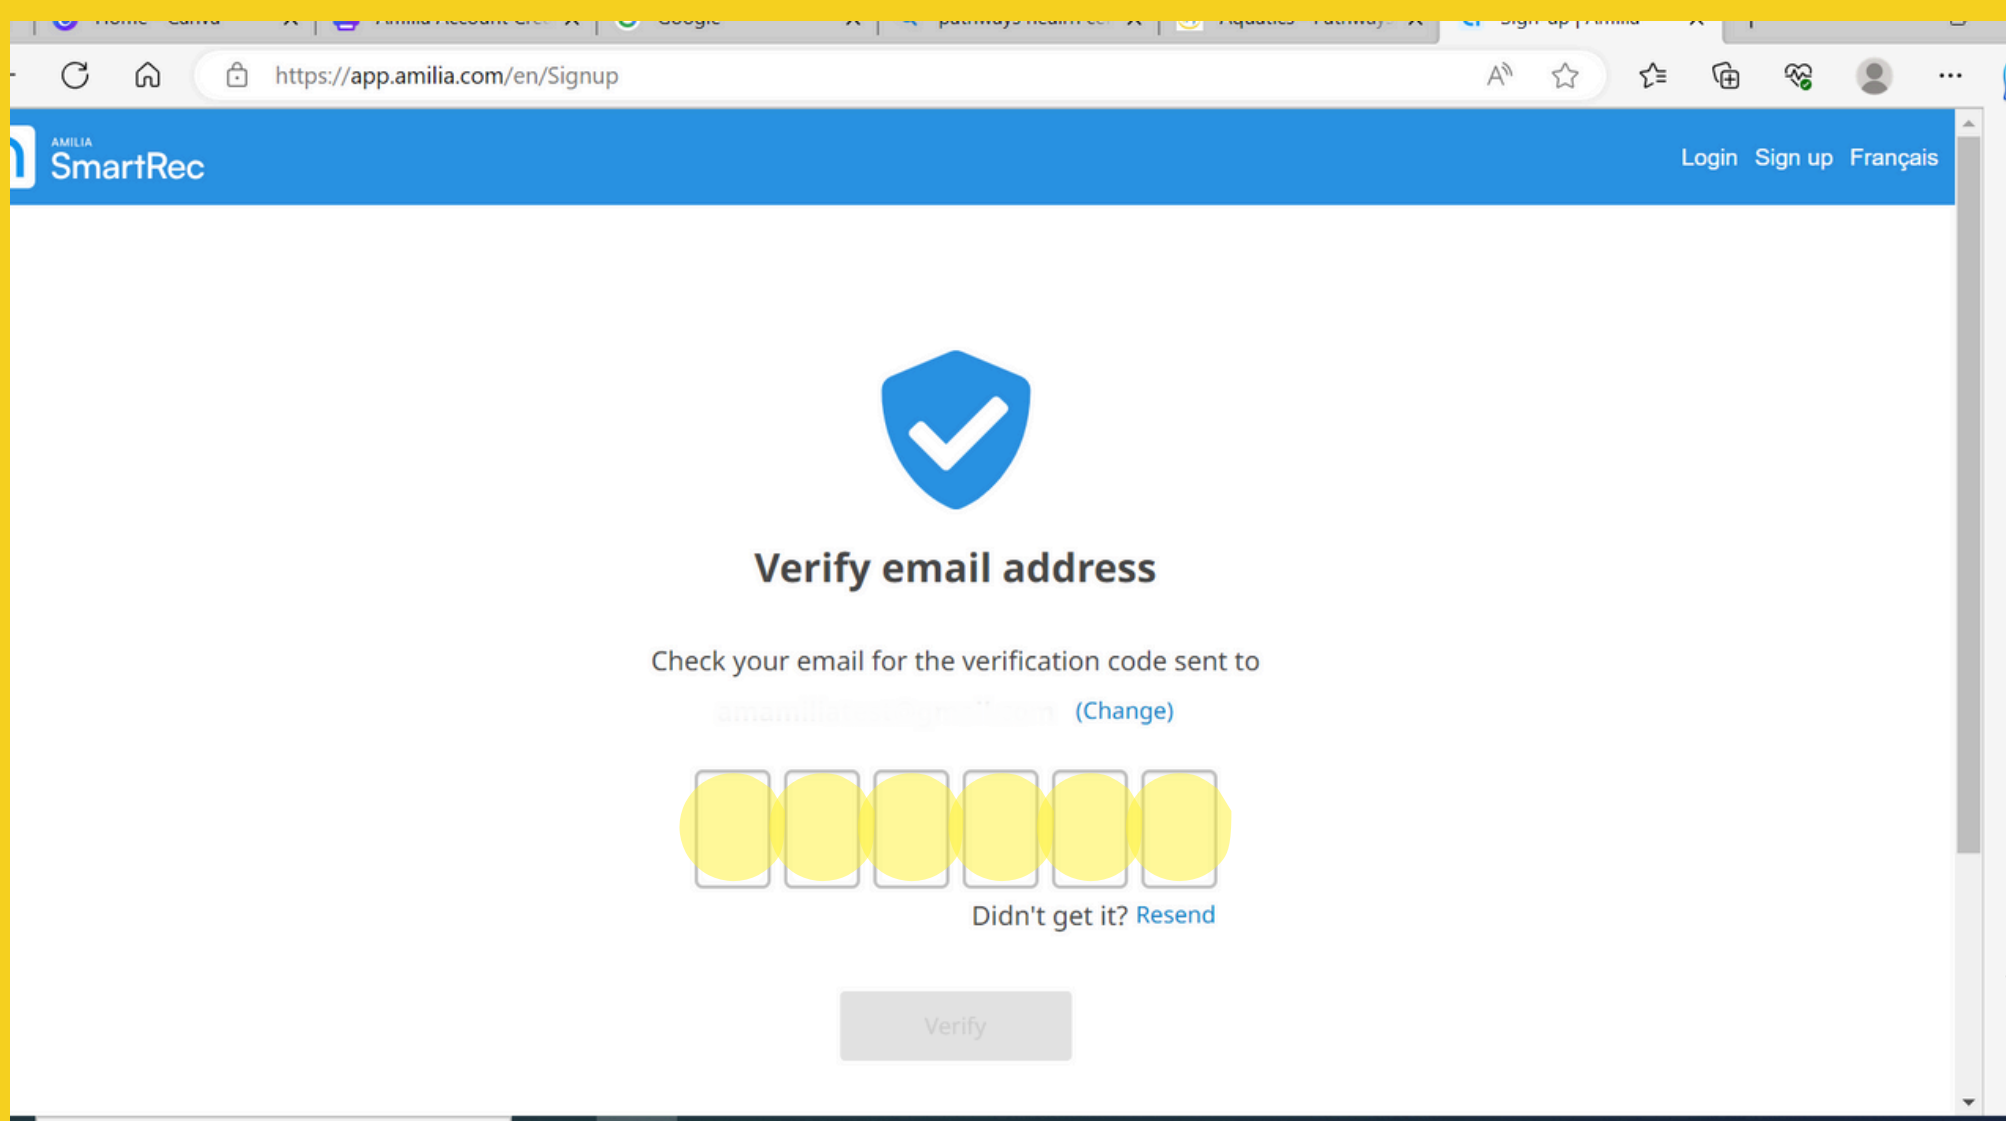 https://app.amilia.com/en/Signup
AMILIA
SmartRec
Login Sign up Français
Verify email address
Check your email for the verification code sent to
(Change)
Didn't get it? Resend
Verify